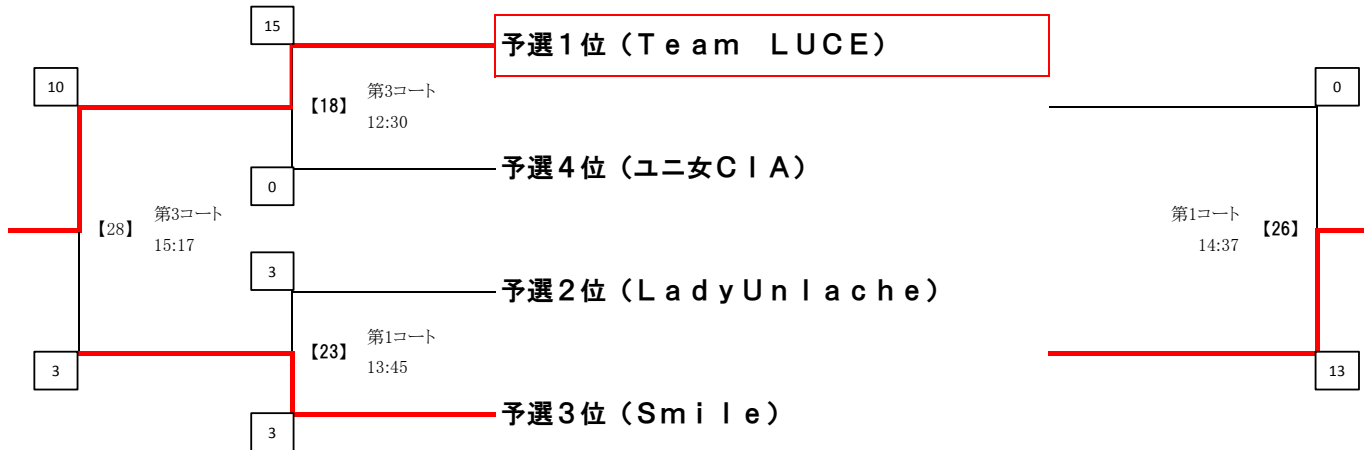 15
予選1位（Team　LUCE）
10
0
【18】
第3コート
12:30
予選4位（ユニ女CIA）
0
【28】
第3コート
15:17
第1コート
14:37
【26】
3
予選2位（LadyUnlache）
【23】
第1コート
13:45
3
13
予選3位（Smile）
3